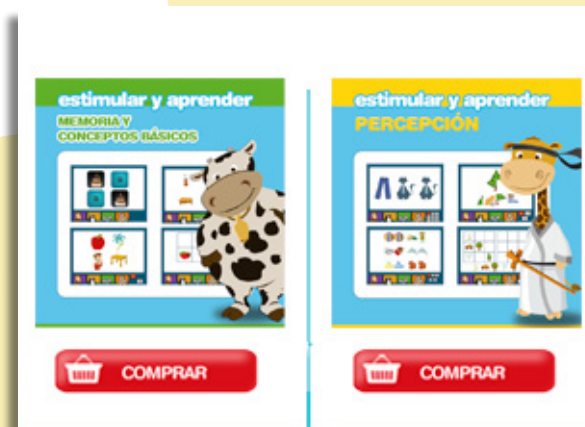 estimular y aprender
MEMORIA Y
CONCEPTOS BÁSICOS
COMPRAR
estimular y aprender
PERCEPCIÓN
COMPRAR